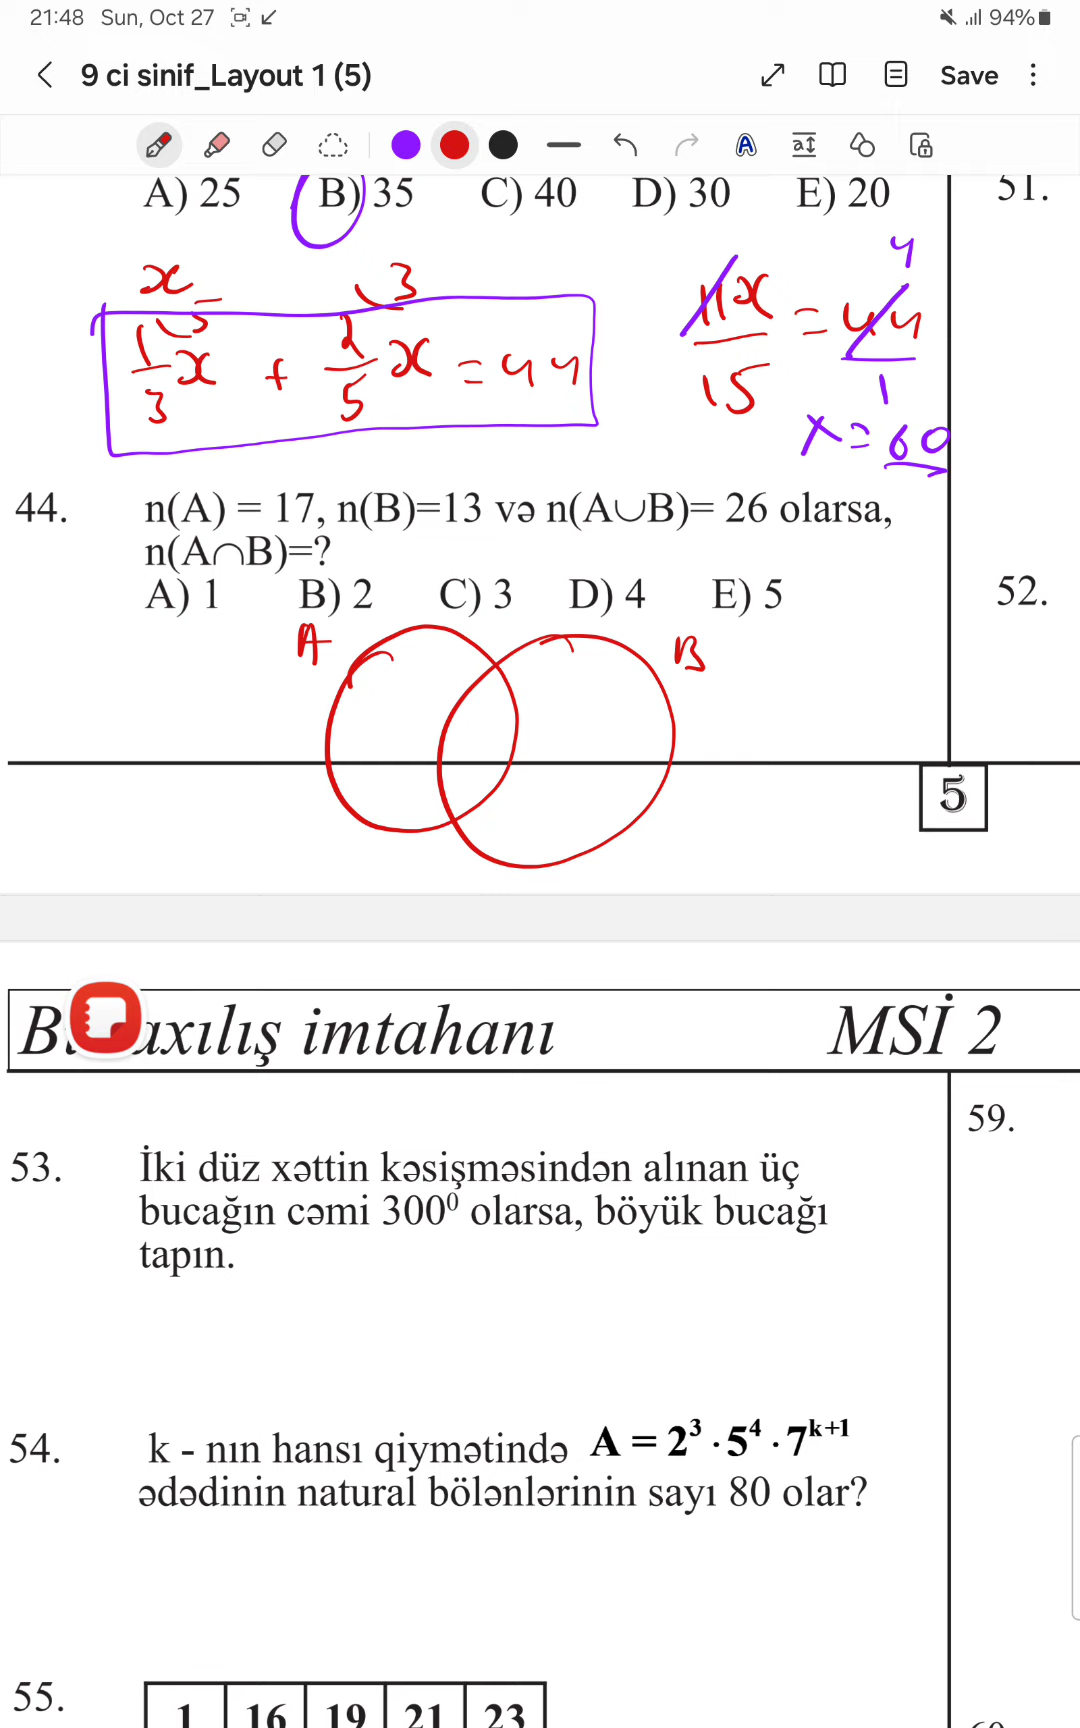 21:48 Sun, Oct 27 94%
9 ci sinif_Layout 1 (5) Save
A) 25 B) 35 C) 40 D) 30 E) 20
51.
x
5 3
1/3 x + 2/5 x = 44
11x/15 = 44/1
4
x = 60
44. n(A) = 17, n(B)=13 və n(A∪B)= 26 olarsa,
n(A∩B)=?
A) 1 B) 2 C) 3 D) 4 E) 5
52.
A B
5
imtahanı MSİ 2
59.
53. İki düz xəttin kəsişməsindən alınan üç
bucağın cəmi 300⁰ olarsa, böyük bucağı
tapın.
54. k - nın hansı qiymətində A = 2³ · 5⁴ · 7ᵏ⁺¹
ədədinin natural bölənlərinin sayı 80 olar?
55. 1 16 19 21 23